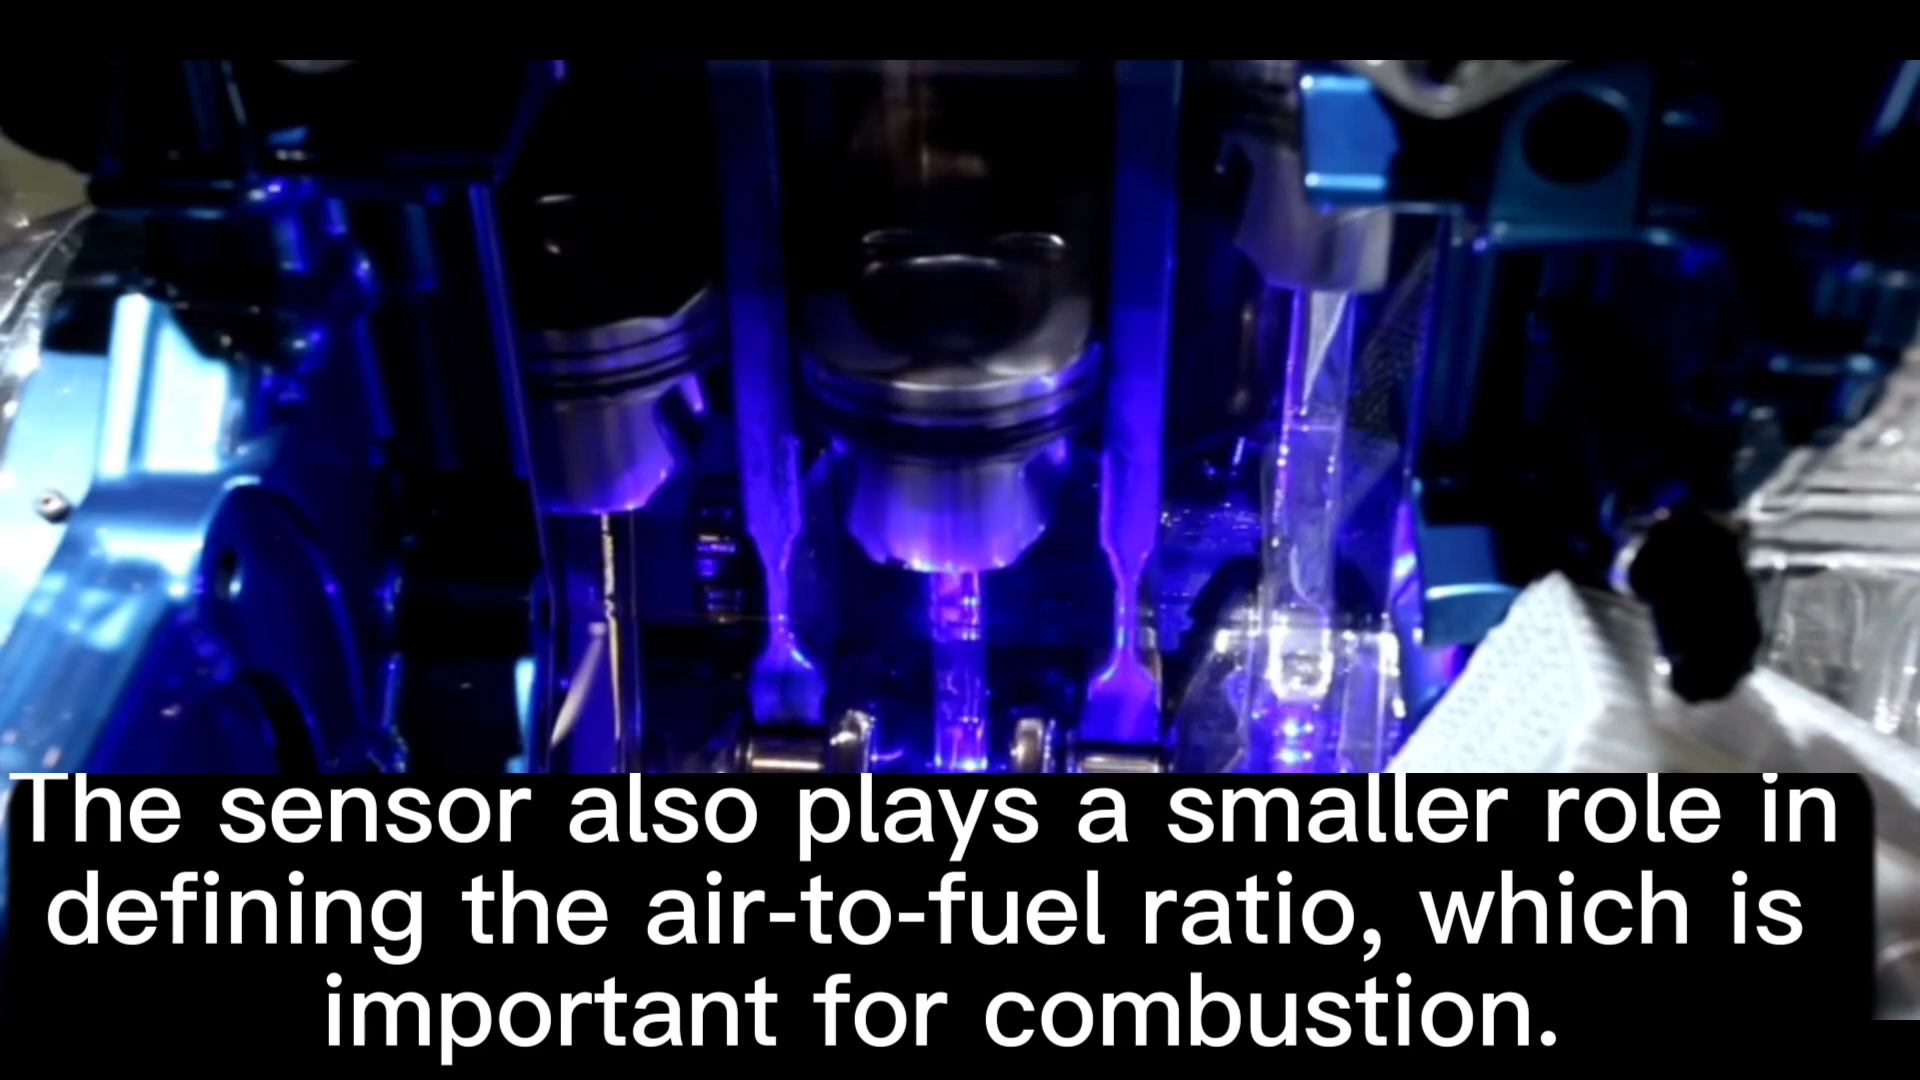 The sensor also plays a smaller role in
defining the air-to-fuel ratio, which is
important for combustion.